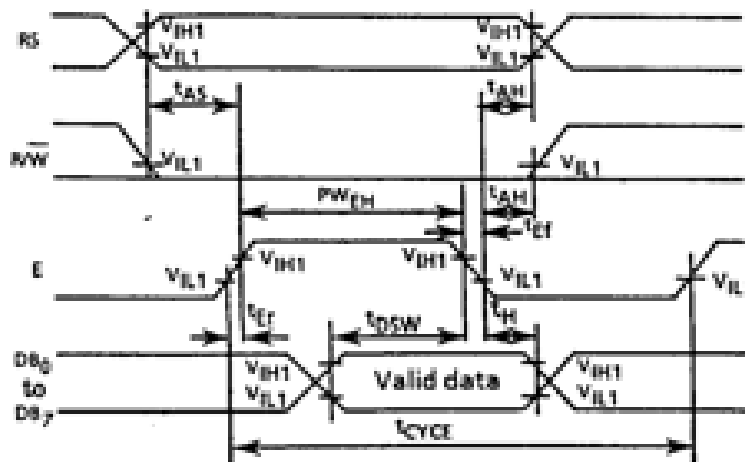 RS VIH1 VIH1
VIL1 VIL1
tAS tAH
R/W VIL1 VIL1
PWEH tAH
tEf
E VIH1 VIH1
VIL1 VIL1 VIL
tEr tDSW tH
DB0 VIH1 Valid data VIH1
to
DB7 VIL1 VIL1
tCYCE